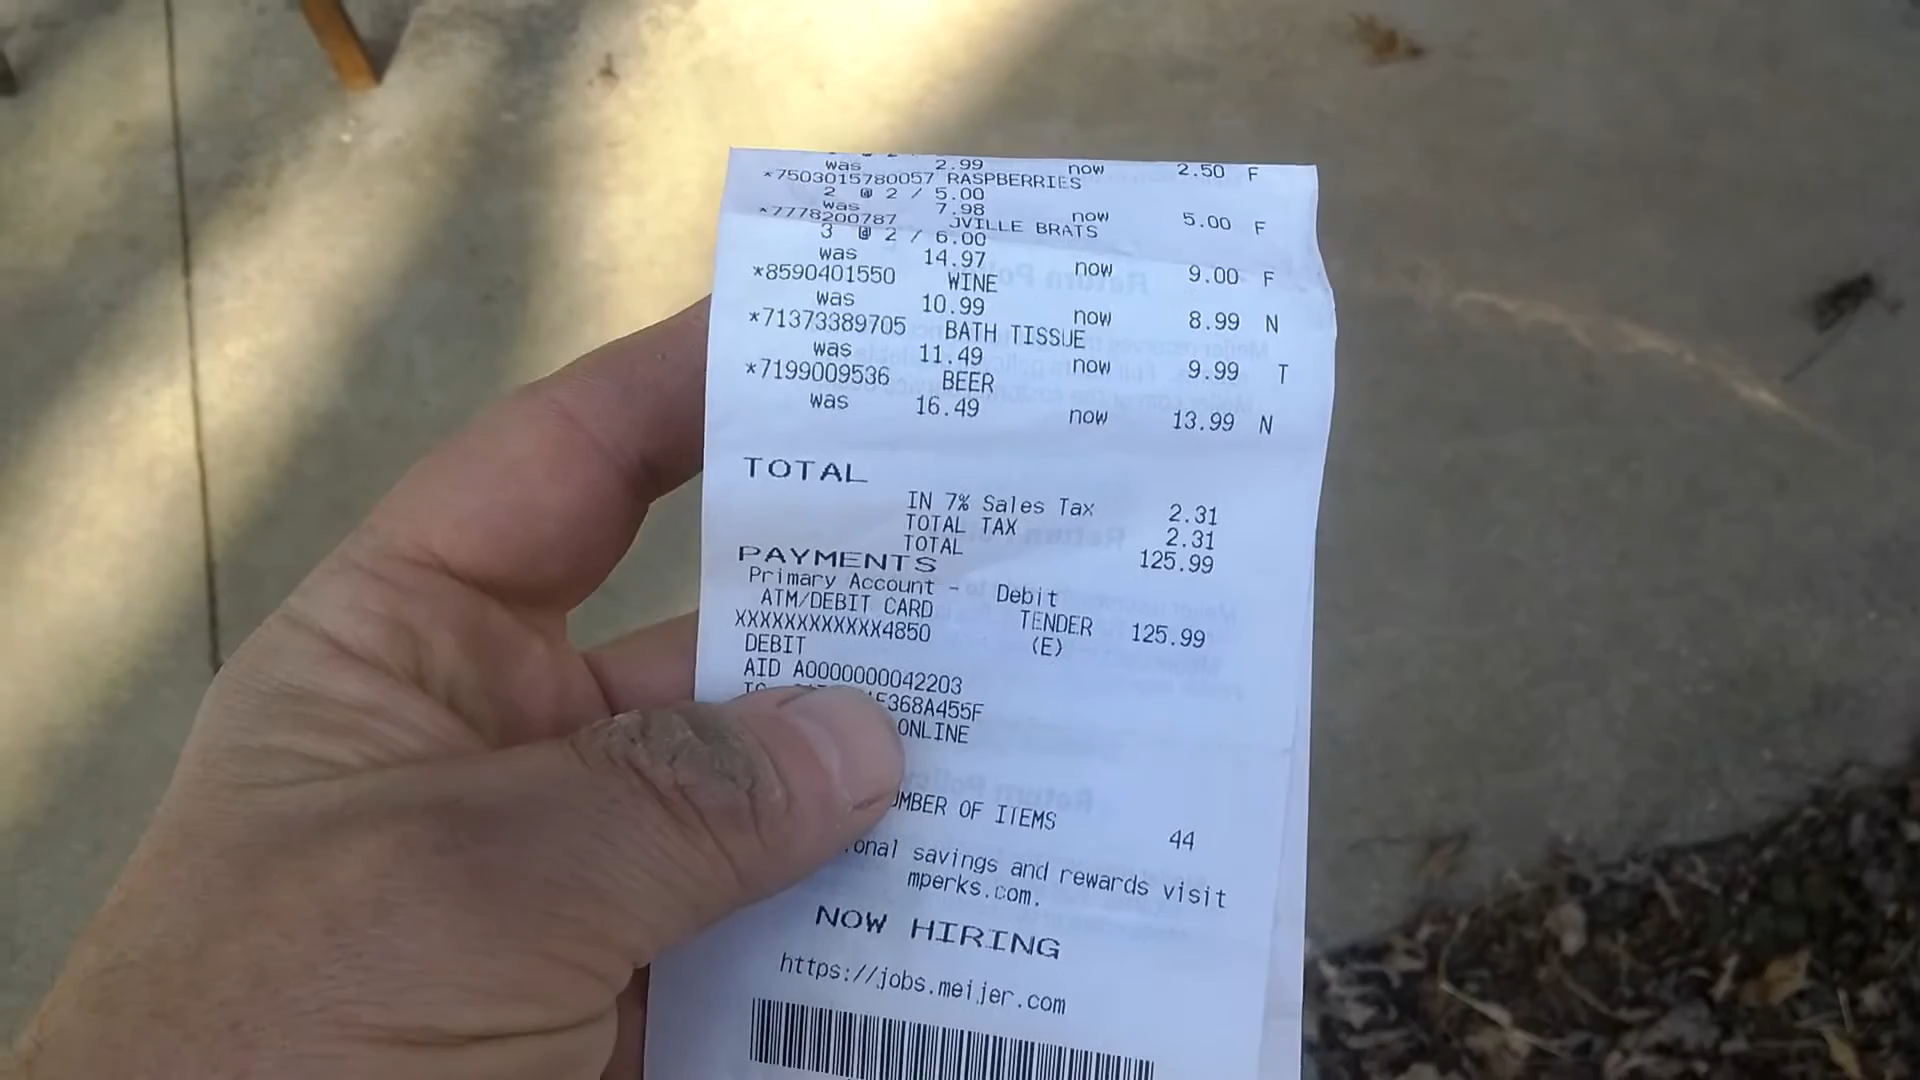 was 2.99 now 2.50 F
*7503015780057 RASPBERRIES
2 @ 2 / 5.00
was 7.98 now 5.00 F
*7778200787 JVILLE BRATS
3 @ 2 / 6.00
was 14.97 now 9.00 F
*8590401550 WINE
was 10.99 now 8.99 N
*71373389705 BATH TISSUE
was 11.49 now 9.99 T
*7199009536 BEER
was 16.49 now 13.99 N
TOTAL
IN 7% Sales Tax 2.31
TOTAL TAX 2.31
TOTAL 125.99
PAYMENTS
Primary Account - Debit
ATM/DEBIT CARD TENDER 125.99
XXXXXXXXXXXX4850 (E)
DEBIT
AID A0000000042203
368A455F
ONLINE
UMBER OF ITEMS 44
onal savings and rewards visit
mperks.com.
NOW HIRING
https://jobs.meijer.com